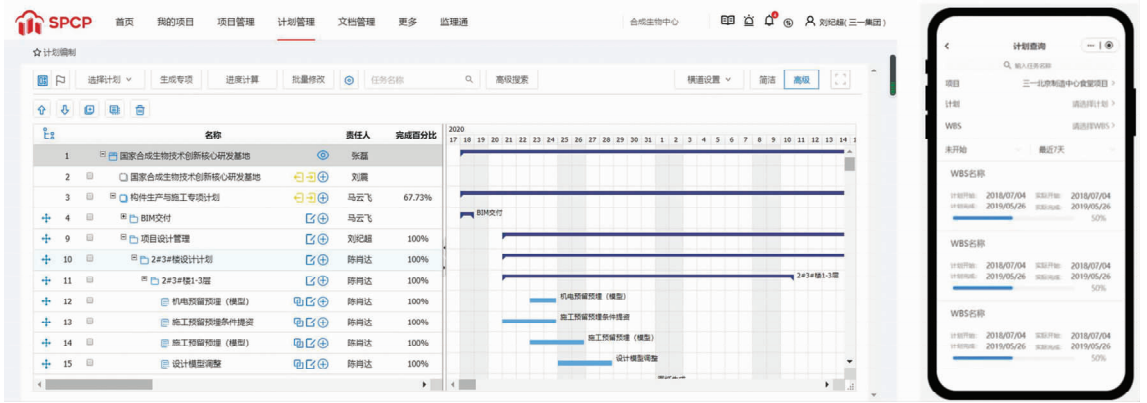 SPCP 首页 我的项目 项目管理 计划管理 文档管理 更多 监理通 合成生物中心 刘纪超(三一集团)
计划编制
选择计划 生成专项 进度计算 批量修改 任务名称 高级搜索 横道设置 简洁 高级
名称 责任人 完成百分比
2020
17 18 19 20 21 22 23 24 25 26 27 28 29 30 31 1 2 3 4 5 6 7 8 9 10 11 12 13 14
1 国家合成生物技术创新核心研发基地 张磊
2 国家合成生物技术创新核心研发基地 刘震
3 构件生产与施工专项计划 马云飞 67.73%
4 BIM交付 马云飞 BIM交付
9 项目设计管理 刘纪超 100%
10 2#3#楼设计计划 陈肖达 100%
11 2#3#楼1-3层 陈肖达 100% 2#3#楼1-3层
12 机电预留预埋（模型） 陈肖达 100% 机电预留预埋（模型）
13 施工预留预埋条件提资 陈肖达 100% 施工预留预埋条件提资
14 施工预留预埋（模型） 陈肖达 100% 施工预留预埋（模型）
15 设计模型调整 陈肖达 100% 设计模型调整
计划查询
输入任务名称
项目 三一北京制造中心食堂项目
计划 请选择计划
WBS 请选择WBS
未开始 最近7天
WBS名称
计划开始: 2018/07/04 实际开始: 2018/07/04
计划完成: 2019/05/26 实际完成: 2019/05/26
50%
WBS名称
计划开始: 2018/07/04 实际开始: 2018/07/04
计划完成: 2019/05/26 实际完成: 2019/05/26
50%
WBS名称
计划开始: 2018/07/04 实际开始: 2018/07/04
计划完成: 2019/05/26 实际完成: 2019/05/26
50%